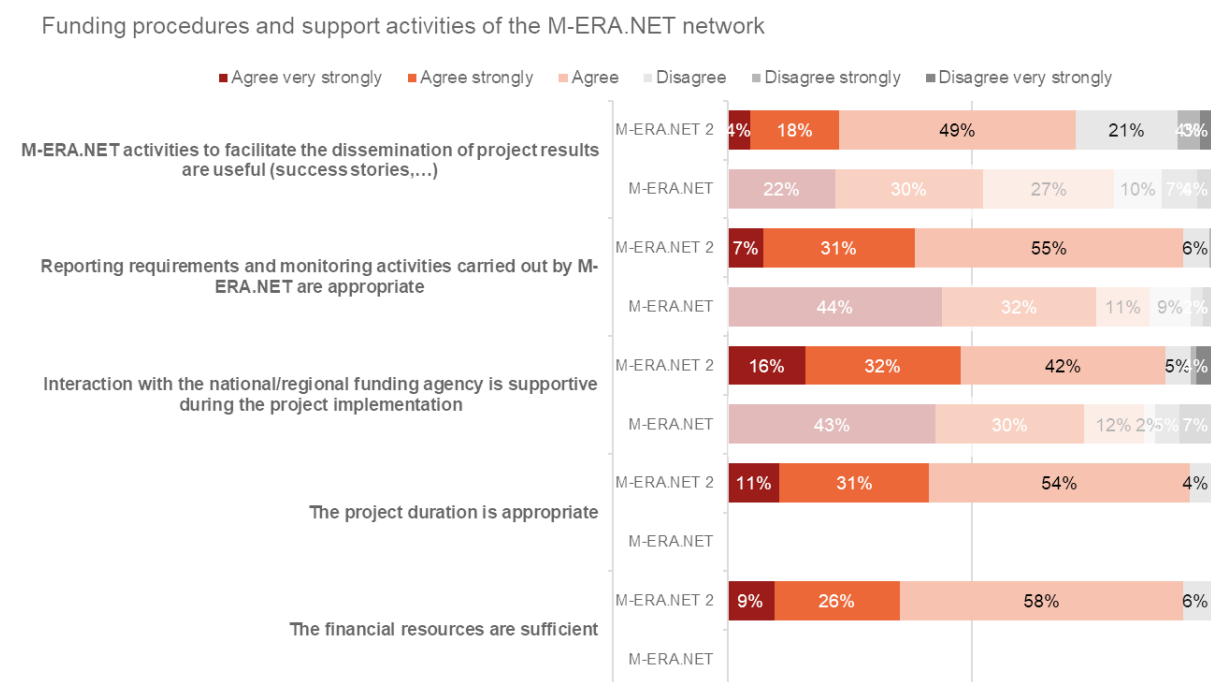 Funding procedures and support activities of the M-ERA.NET network
Agree very strongly Agree strongly Agree Disagree Disagree strongly Disagree very strongly
M-ERA.NET 2 4% 18% 49% 21% 4% 3%
M-ERA.NET activities to facilitate the dissemination of project results
are useful (success stories,…)
M-ERA.NET 22% 30% 27% 10% 7% 4%
M-ERA.NET 2 7% 31% 55% 6%
Reporting requirements and monitoring activities carried out by M-
ERA.NET are appropriate
M-ERA.NET 44% 32% 11% 9% 2%
M-ERA.NET 2 16% 32% 42% 5%
Interaction with the national/regional funding agency is supportive
during the project implementation
M-ERA.NET 43% 30% 12% 2% 5% 7%
M-ERA.NET 2 11% 31% 54% 4%
The project duration is appropriate
M-ERA.NET
M-ERA.NET 2 9% 26% 58% 6%
The financial resources are sufficient
M-ERA.NET